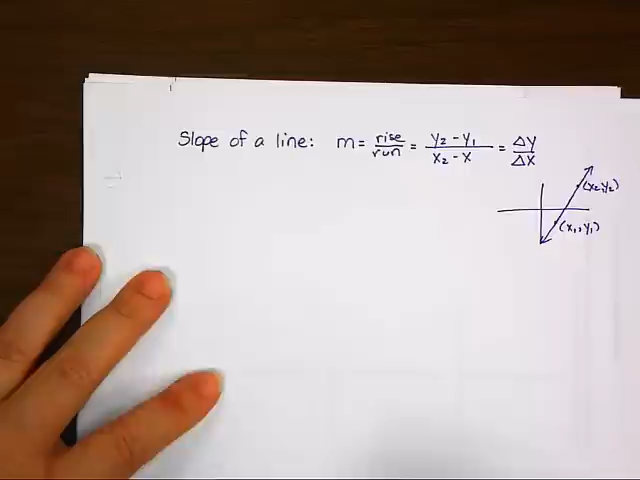 Slope of a line: m = rise/run = y₂ - y₁/x₂ - x = Δy/Δx
(x₂, y₂)
(x₁, y₁)